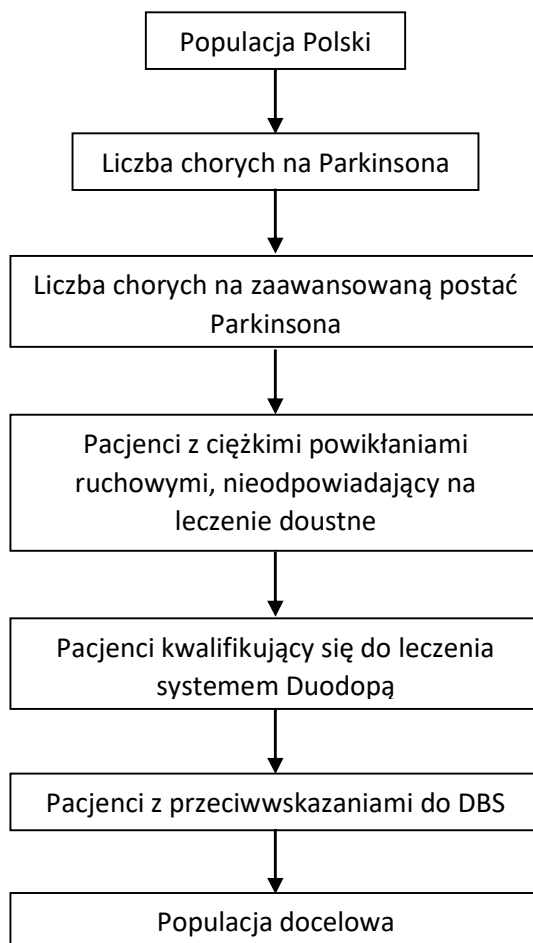 Populacja Polski
Liczba chorych na Parkinsona
Liczba chorych na zaawansowaną postać
Parkinsona
Pacjenci z ciężkimi powikłaniami
ruchowymi, nieodpowiadający na
leczenie doustne
Pacjenci kwalifikujący się do leczenia
systemem Duodopą
Pacjenci z przeciwwskazaniami do DBS
Populacja docelowa